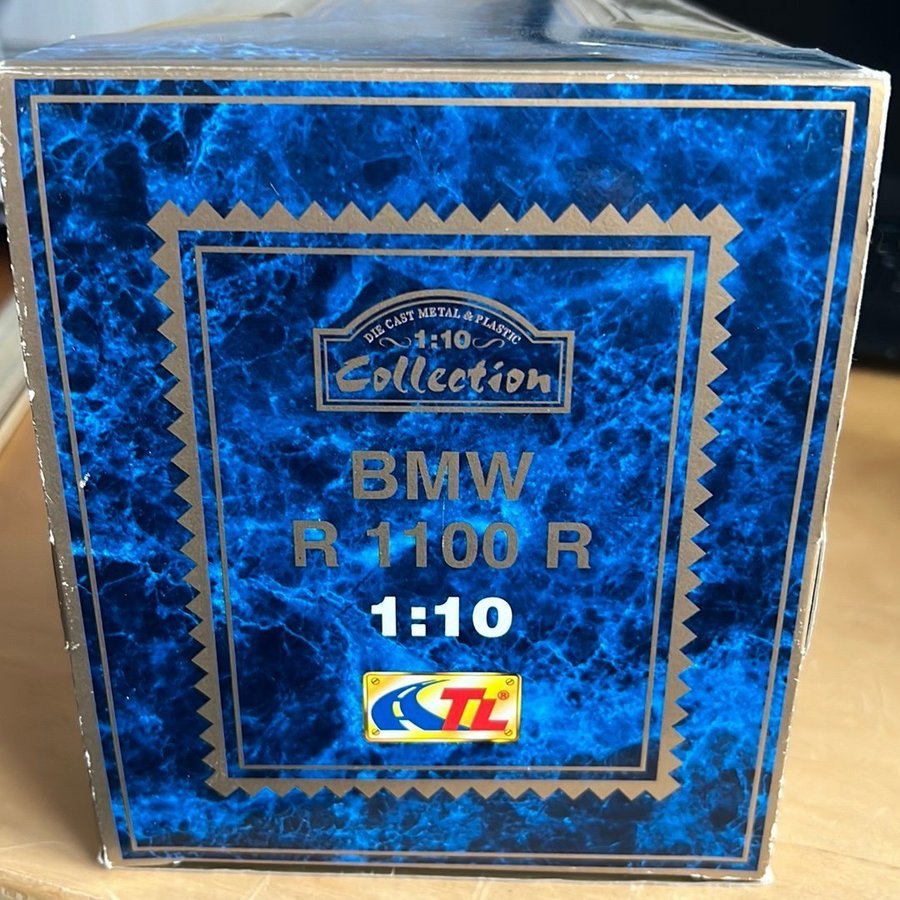 DIE CAST METAL & PLASTIC
1:10
Collection
BMW
R 1100 R
1:10
TL®